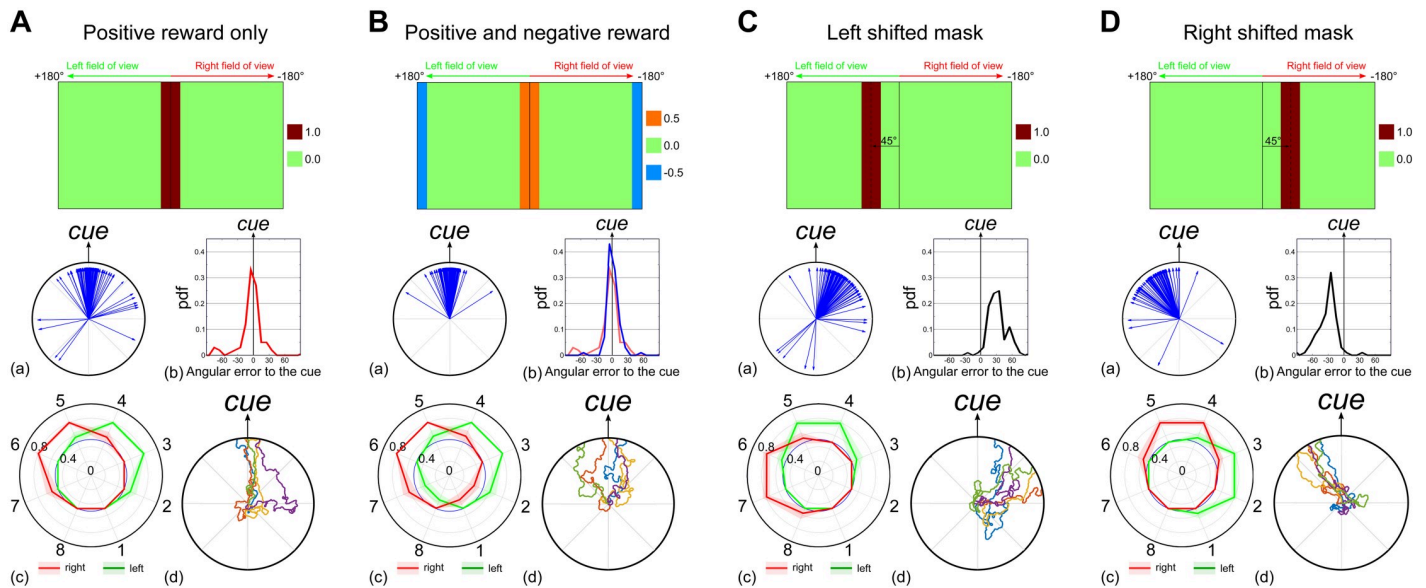 A Positive reward only
+180° Left field of view Right field of view -180°
1.0
0.0
cue
(a)
cue
pdf
0.4
0.3
0.2
0.1
0
-60 -30 0 30 60
(b) Angular error to the cue
5 4
6 3
7 2
8 1
0.8 0.4 0
(c) right left
cue
(d)
B Positive and negative reward
+180° Left field of view Right field of view -180°
0.5
0.0
-0.5
cue
(a)
cue
pdf
0.4
0.3
0.2
0.1
0
-60 -30 0 30 60
(b) Angular error to the cue
5 4
6 3
7 2
8 1
0.8 0.4 0
(c) right left
cue
(d)
C Left shifted mask
+180° Left field of view Right field of view -180°
45°
1.0
0.0
cue
(a)
cue
pdf
0.4
0.3
0.2
0.1
0
-60 -30 0 30 60
(b) Angular error to the cue
5 4
6 3
7 2
8 1
0.8 0.4 0
(c) right left
cue
(d)
D Right shifted mask
+180° Left field of view Right field of view -180°
45°
1.0
0.0
cue
(a)
cue
pdf
0.4
0.3
0.2
0.1
0
-60 -30 0 30 60
(b) Angular error to the cue
5 4
6 3
7 2
8 1
0.8 0.4 0
(c) right left
cue
(d)